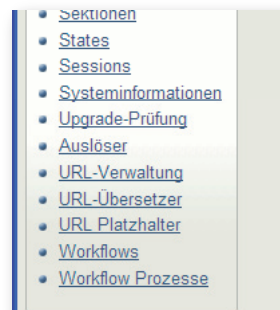 Sektionen
States
Sessions
Systeminformationen
Upgrade-Prüfung
Auslöser
URL-Verwaltung
URL-Übersetzer
URL Platzhalter
Workflows
Workflow Prozesse